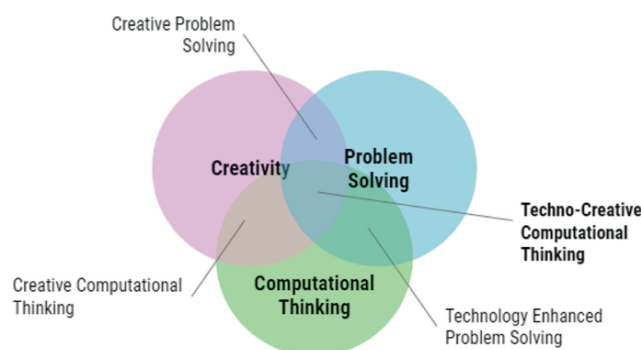 Creative Problem
Solving
Creativity
Problem
Solving
Techno-Creative
Computational
Thinking
Creative Computational
Thinking
Computational
Thinking
Technology Enhanced
Problem Solving